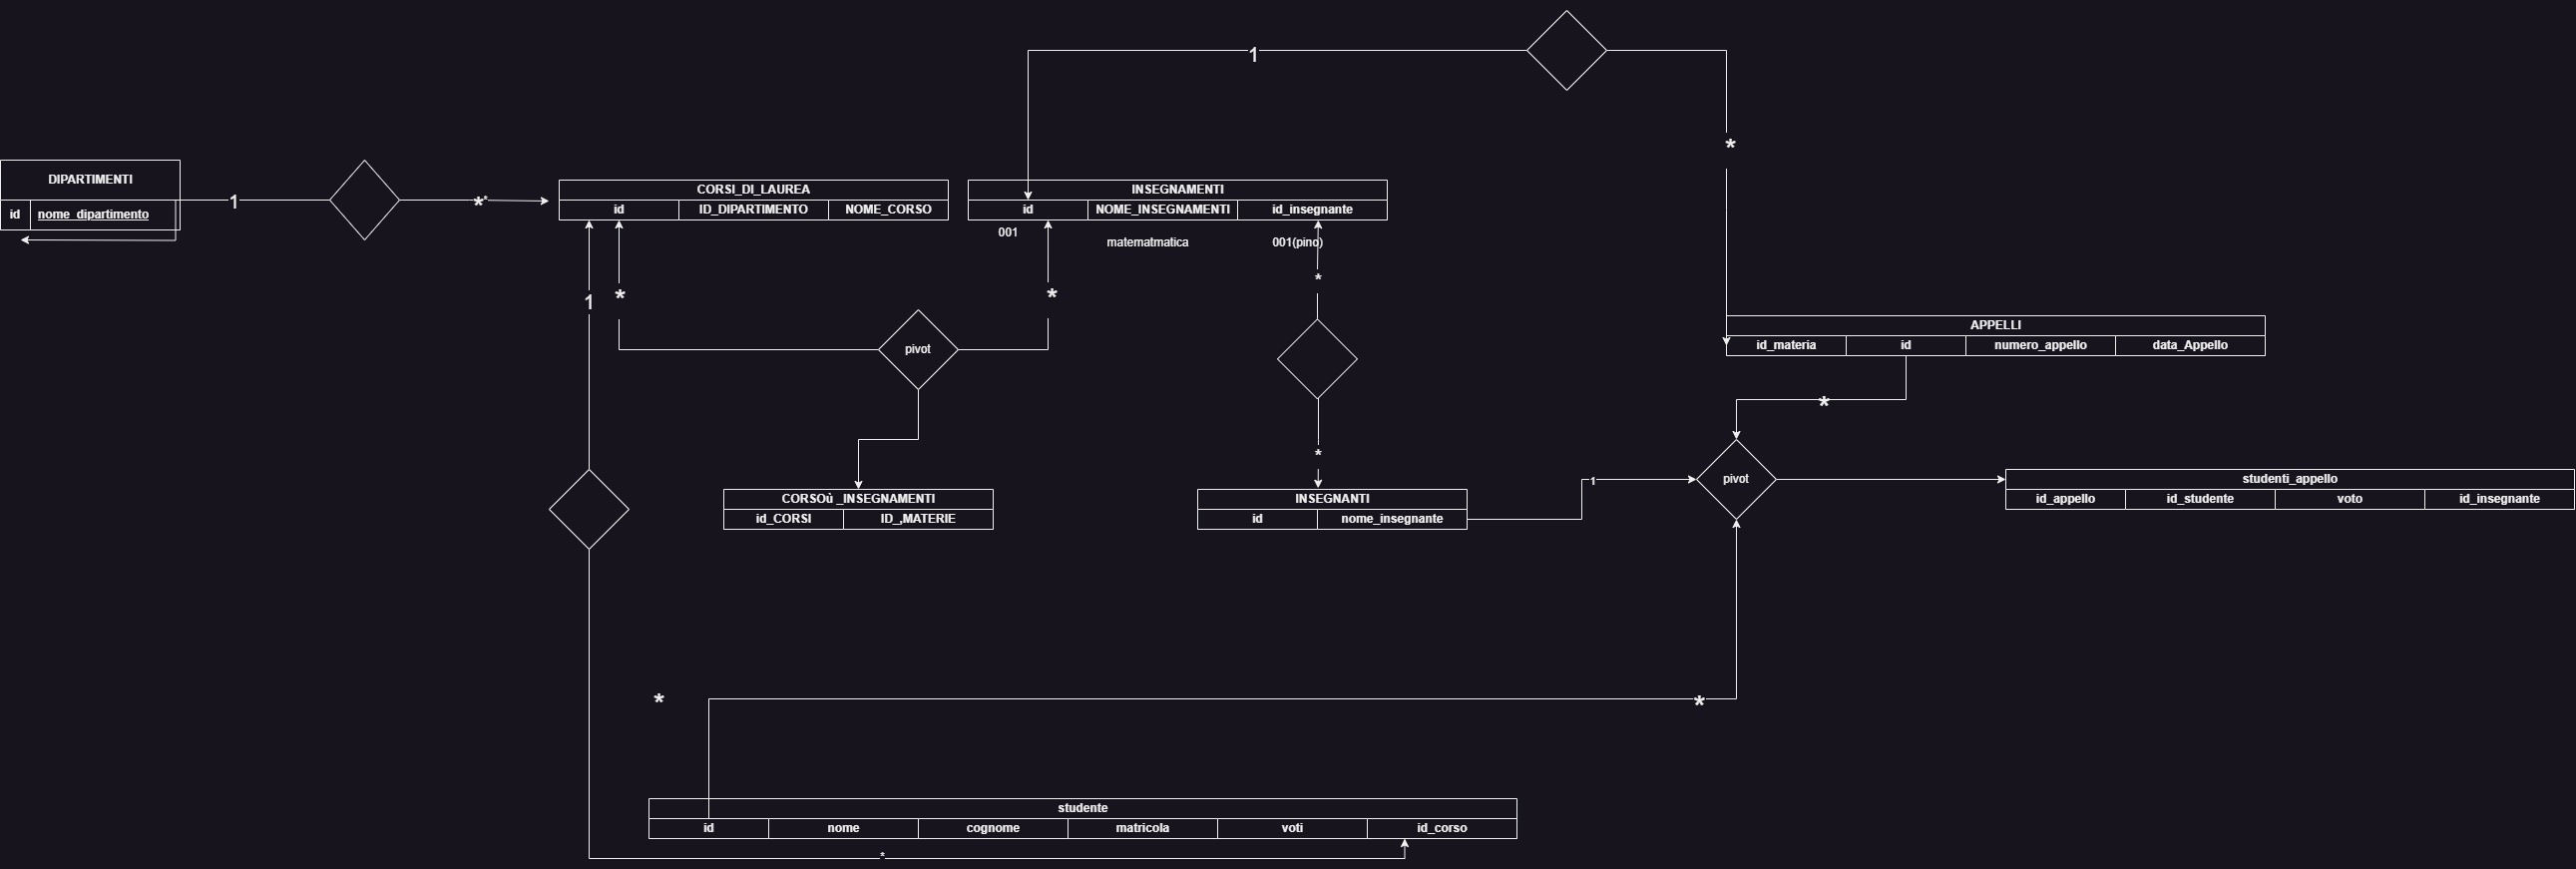 1
*
DIPARTIMENTI
id nome_dipartimento
1
**
CORSI_DI_LAUREA
id ID_DIPARTIMENTO NOME_CORSO
INSEGNAMENTI
id NOME_INSEGNAMENTI id_insegnante
001
matematmatica
001(pino)
1
*
*
*
pivot
APPELLI
id_materia id numero_appello data_Appello
*
*
CORSOù _INSEGNAMENTI
id_CORSI ID_,MATERIE
INSEGNANTI
id nome_insegnante
1
pivot
studenti_appello
id_appello id_studente voto id_insegnante
*
*
studente
id nome cognome matricola voti id_corso
*